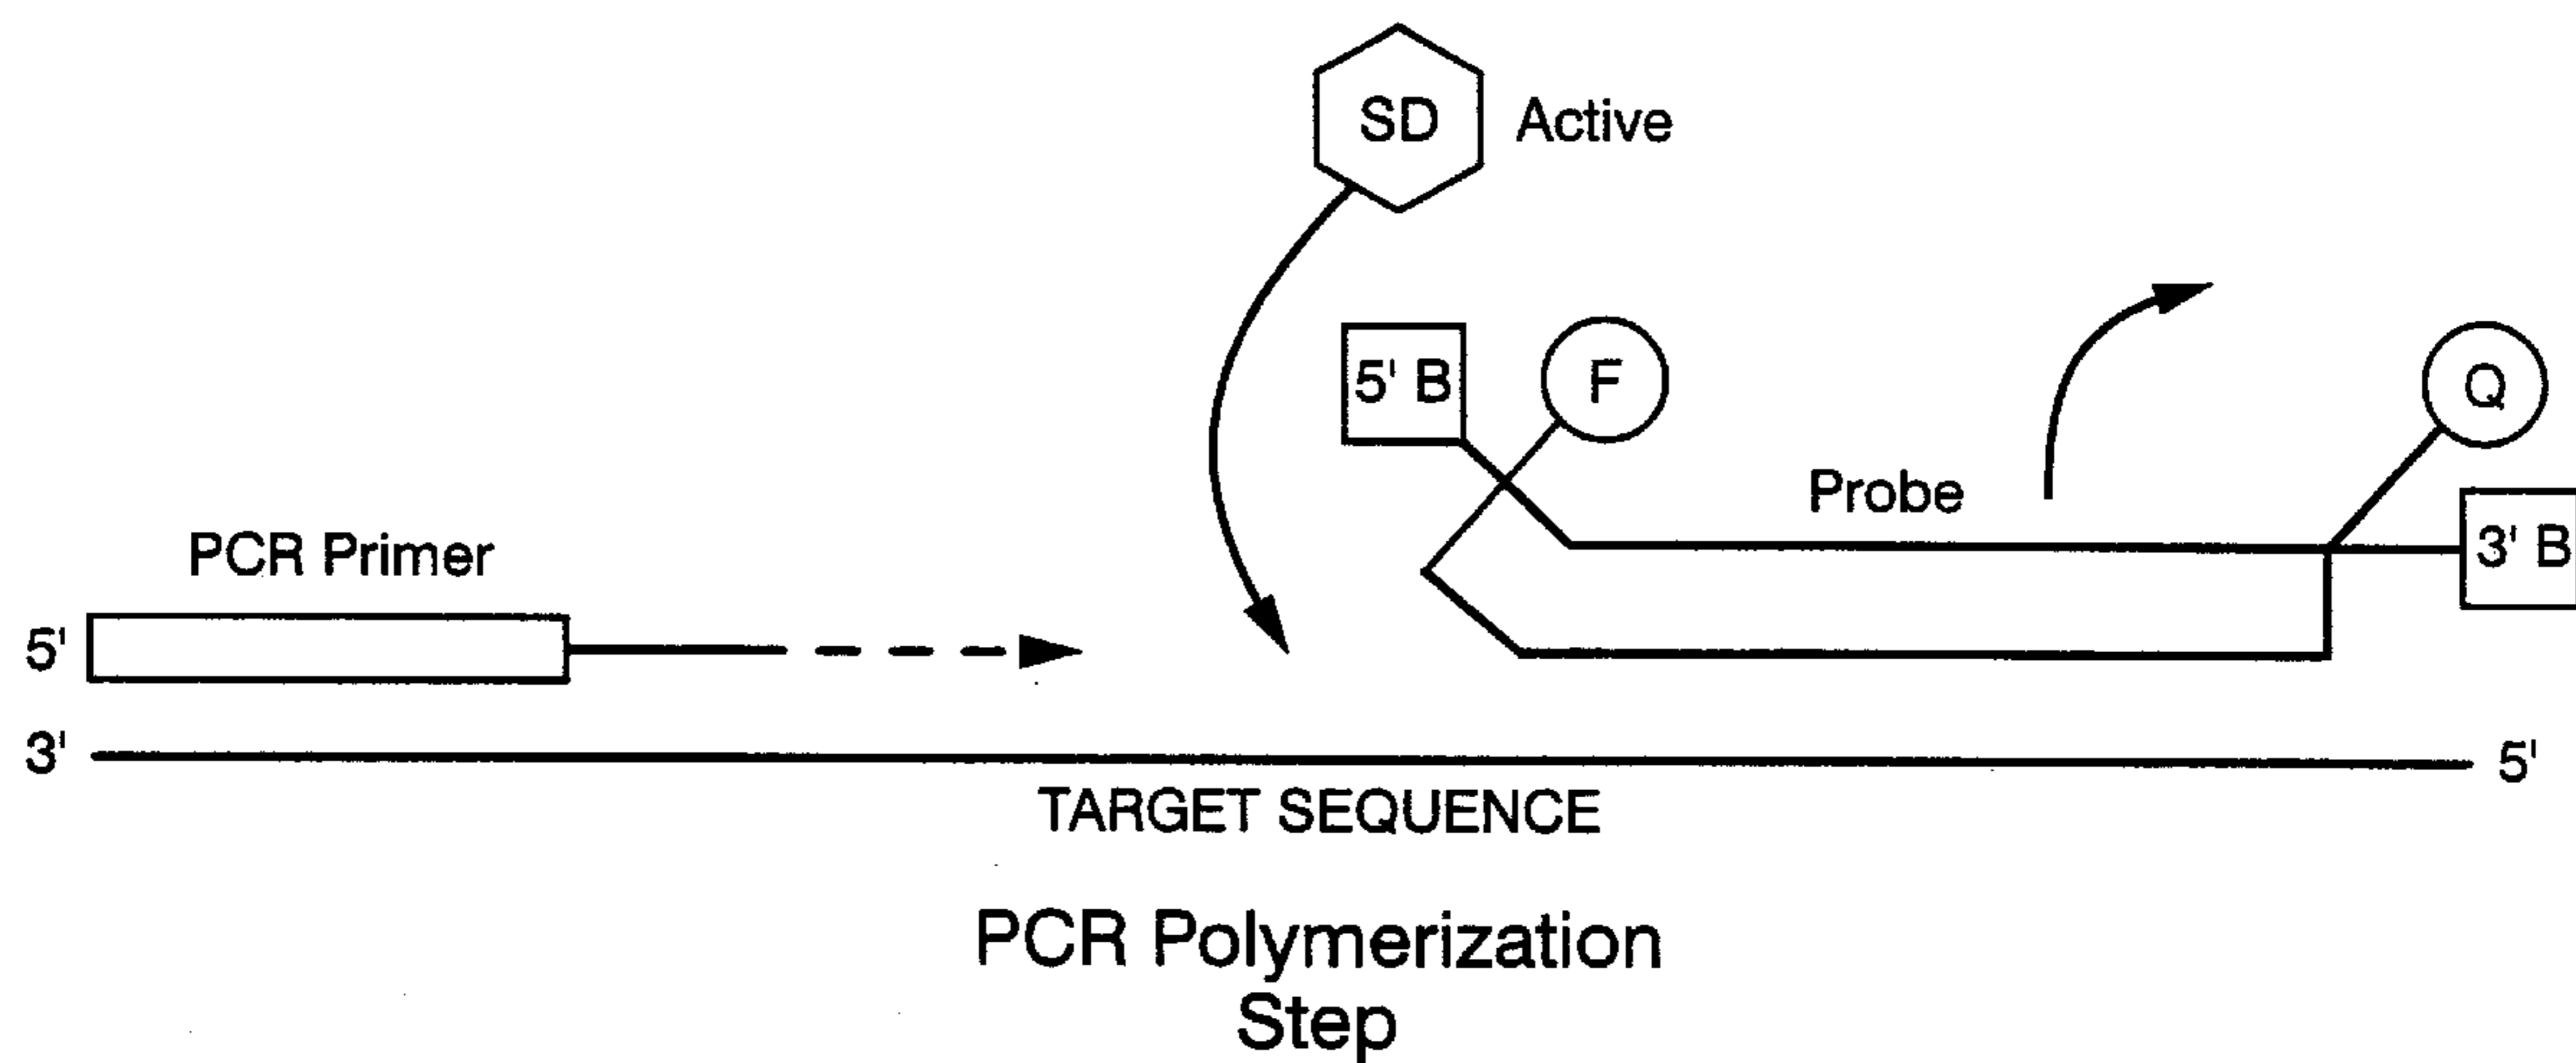 SD Active
5' B
F
Q
Probe
3' B
PCR Primer
5'
3'
5'
TARGET SEQUENCE
PCR Polymerization
Step